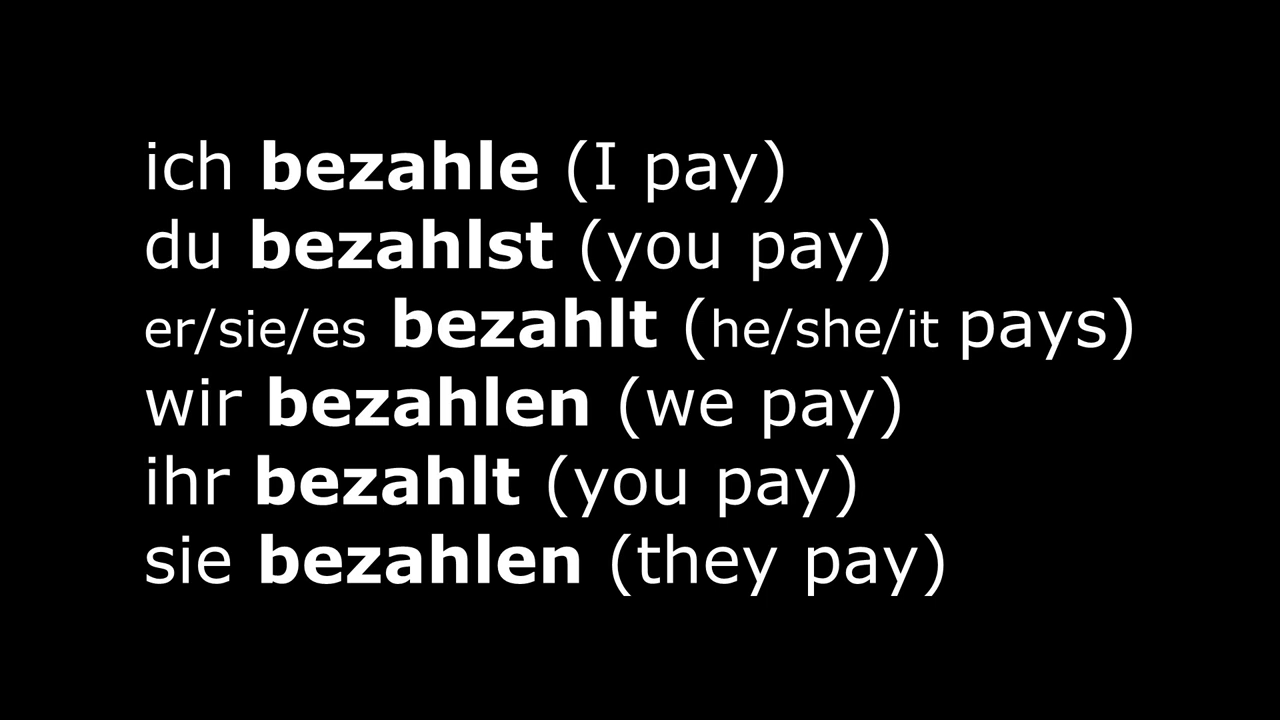 ich bezahle (I pay)
du bezahlst (you pay)
er/sie/es bezahlt (he/she/it pays)
wir bezahlen (we pay)
ihr bezahlt (you pay)
sie bezahlen (they pay)